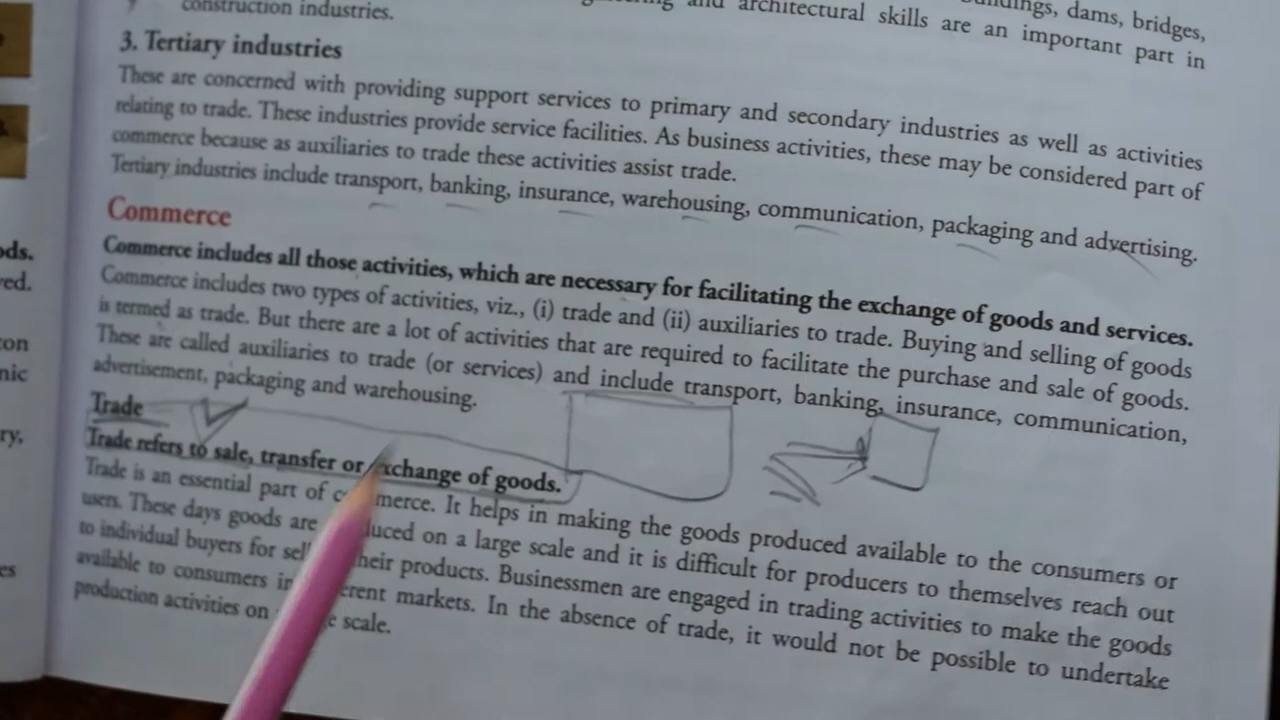 buildings, dams, bridges,
and architectural skills are an important part in
construction industries.
3. Tertiary industries
These are concerned with providing support services to primary and secondary industries as well as activities
relating to trade. These industries provide service facilities. As business activities, these may be considered part of
commerce because as auxiliaries to trade these activities assist trade.
Tertiary industries include transport, banking, insurance, warehousing, communication, packaging and advertising.
Commerce
Commerce includes all those activities, which are necessary for facilitating the exchange of goods and services.
Commerce includes two types of activities, viz., (i) trade and (ii) auxiliaries to trade. Buying and selling of goods
is termed as trade. But there are a lot of activities that are required to facilitate the purchase and sale of goods.
These are called auxiliaries to trade (or services) and include transport, banking, insurance, communication,
advertisement, packaging and warehousing.
Trade
Trade refers to sale, transfer or exchange of goods.
Trade is an essential part of commerce. It helps in making the goods produced available to the consumers or
users. These days goods are produced on a large scale and it is difficult for producers to themselves reach out
to individual buyers for sell their products. Businessmen are engaged in trading activities to make the goods
available to consumers in different markets. In the absence of trade, it would not be possible to undertake
production activities on scale.